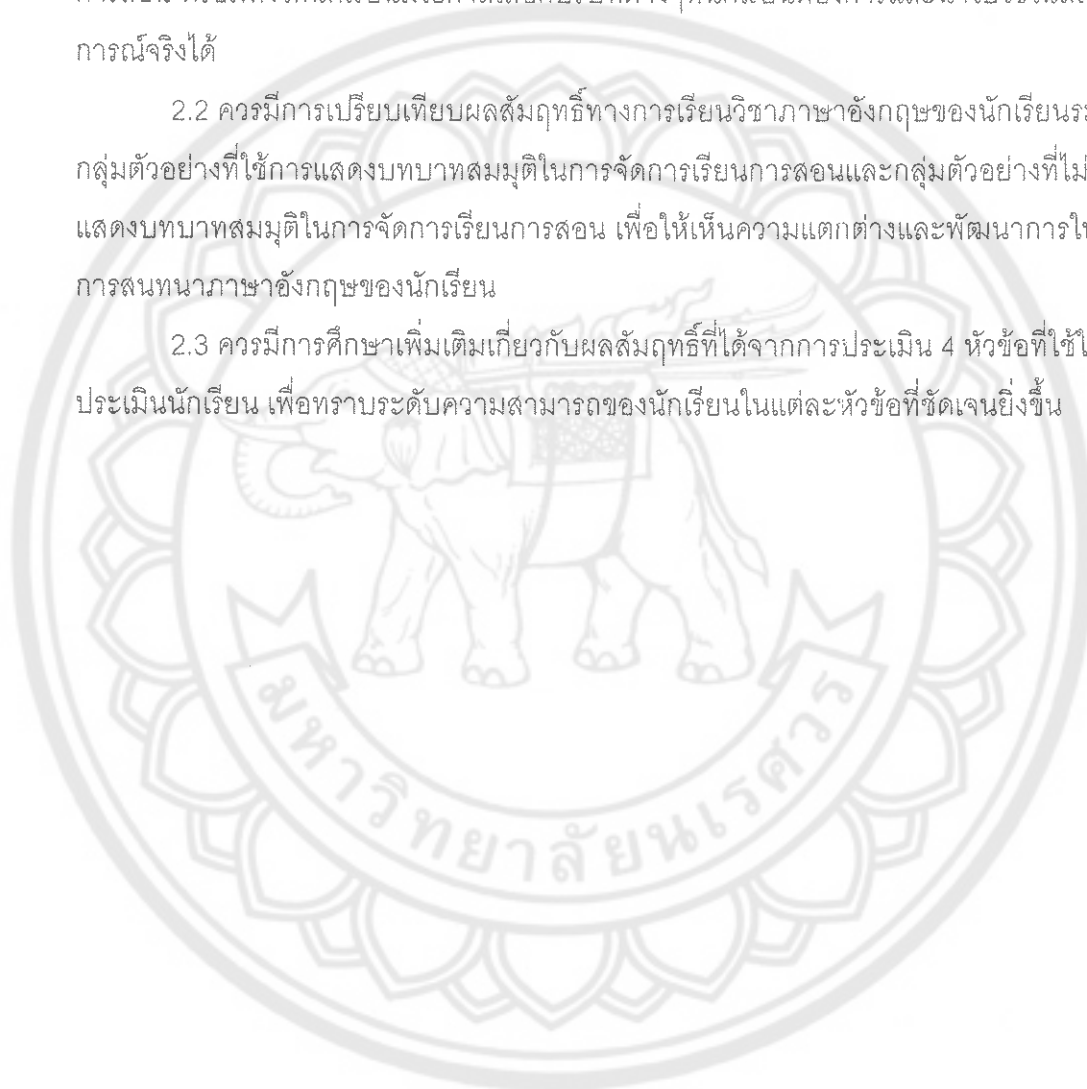 การณ์จริงได้
2.2 ควรมีการเปรียบเทียบผลสัมฤทธิ์ทางการเรียนวิชาภาษาอังกฤษของนักเรียน
กลุ่มตัวอย่างที่ใช้การแสดงบทบาทสมมุติในการจัดการเรียนการสอนและกลุ่มตัวอย่างที่ไม่
แสดงบทบาทสมมุติในการจัดการเรียนการสอน เพื่อให้เห็นความแตกต่างและพัฒนาการใน
การสนทนาภาษาอังกฤษของนักเรียน
2.3 ควรมีการศึกษาเพิ่มเติมเกี่ยวกับผลสัมฤทธิ์ที่ได้จากการประเมิน 4 หัวข้อที่ใช้
ประเมินนักเรียน เพื่อทราบระดับความสามารถของนักเรียนในแต่ละหัวข้อที่ชัดเจนยิ่งขึ้น
มหาวิทยาลัยนเรศวร